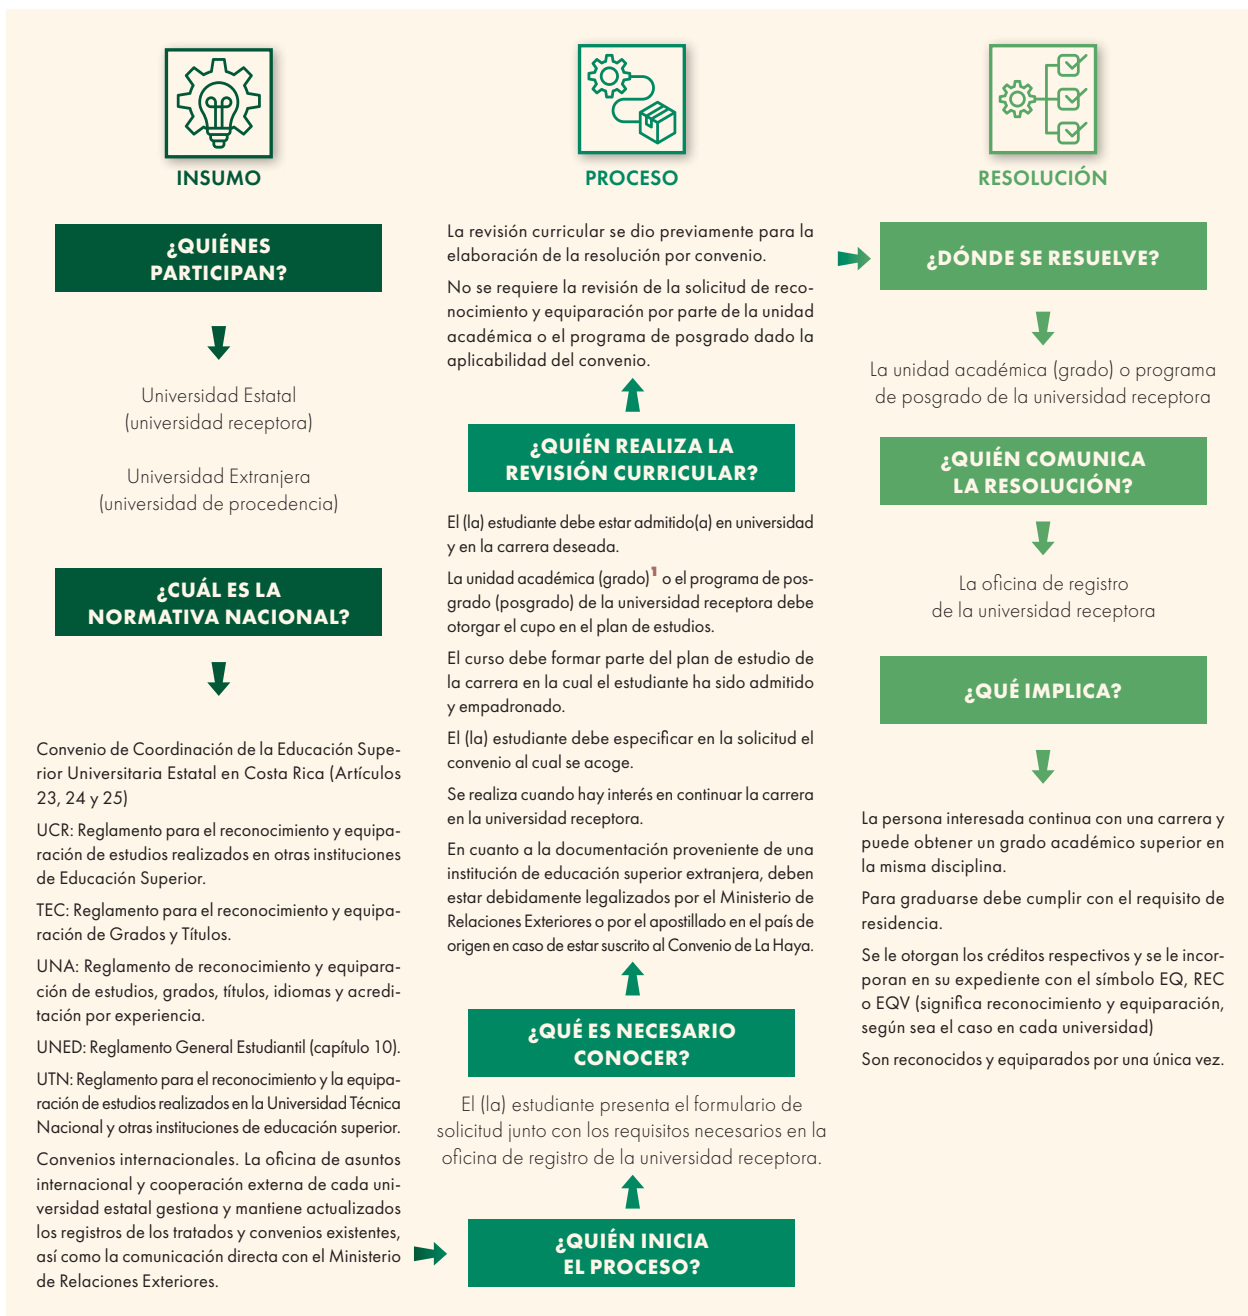 INSUMO
¿QUIÉNES
PARTICIPAN?
Universidad Estatal
(universidad receptora)
Universidad Extranjera
(universidad de procedencia)
¿CUÁL ES LA
NORMATIVA NACIONAL?
Convenio de Coordinación de la Educación Supe-
rior Universitaria Estatal en Costa Rica (Artículos
23, 24 y 25)
UCR: Reglamento para el reconocimiento y equipa-
ración de estudios realizados en otras instituciones
de Educación Superior.
TEC: Reglamento para el reconocimiento y equipa-
ración de Grados y Títulos.
UNA: Reglamento de reconocimiento y equipara-
ción de estudios, grados, títulos, idiomas y acredi-
tación por experiencia.
UNED: Reglamento General Estudiantil (capítulo 10).
UTN: Reglamento para el reconocimiento y la equipa-
ración de estudios realizados en la Universidad Técnica
Nacional y otras instituciones de educación superior.
Convenios internacionales. La oficina de asuntos
internacional y cooperación externa de cada uni-
versidad estatal gestiona y mantiene actualizados
los registros de los tratados y convenios existentes,
así como la comunicación directa con el Ministerio
de Relaciones Exteriores.
PROCESO
La revisión curricular se dio previamente para la
elaboración de la resolución por convenio.
No se requiere la revisión de la solicitud de reco-
nocimiento y equiparación por parte de la unidad
académica o el programa de posgrado dado la
aplicabilidad del convenio.
¿QUIÉN REALIZA LA
REVISIÓN CURRICULAR?
El (la) estudiante debe estar admitido(a) en universidad
y en la carrera deseada.
La unidad académica (grado)¹ o el programa de pos-
grado (posgrado) de la universidad receptora debe
otorgar el cupo en el plan de estudios.
El curso debe formar parte del plan de estudio de
la carrera en la cual el estudiante ha sido admitido
y empadronado.
El (la) estudiante debe especificar en la solicitud el
convenio al cual se acoge.
Se realiza cuando hay interés en continuar la carrera
en la universidad receptora.
En cuanto a la documentación proveniente de una
institución de educación superior extranjera, deben
estar debidamente legalizados por el Ministerio de
Relaciones Exteriores o por el apostillado en el país de
origen en caso de estar suscrito al Convenio de La Haya.
¿QUÉ ES NECESARIO
CONOCER?
El (la) estudiante presenta el formulario de
solicitud junto con los requisitos necesarios en la
oficina de registro de la universidad receptora.
¿QUIÉN INICIA
EL PROCESO?
RESOLUCIÓN
¿DÓNDE SE RESUELVE?
La unidad académica (grado) o programa
de posgrado de la universidad receptora
¿QUIÉN COMUNICA
LA RESOLUCIÓN?
La oficina de registro
de la universidad receptora
¿QUÉ IMPLICA?
La persona interesada continua con una carrera y
puede obtener un grado académico superior en
la misma disciplina.
Para graduarse debe cumplir con el requisito de
residencia.
Se le otorgan los créditos respectivos y se le incor-
poran en su expediente con el símbolo EQ, REC
o EQV (significa reconocimiento y equiparación,
según sea el caso en cada universidad)
Son reconocidos y equiparados por una única vez.